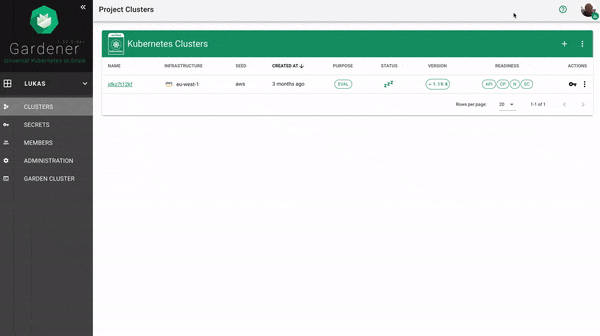 Project Clusters
Gardener
Universal Kubernetes at Scale
LUKAS
CLUSTERS
SECRETS
MEMBERS
ADMINISTRATION
GARDEN CLUSTER
Kubernetes Clusters
NAME INFRASTRUCTURE SEED CREATED AT PURPOSE STATUS VERSION READINESS ACTIONS
eu-west-1 aws 3 months ago EVAL zzz 1.19.8 API CP N SC
Rows per page: 20 1-1 of 1